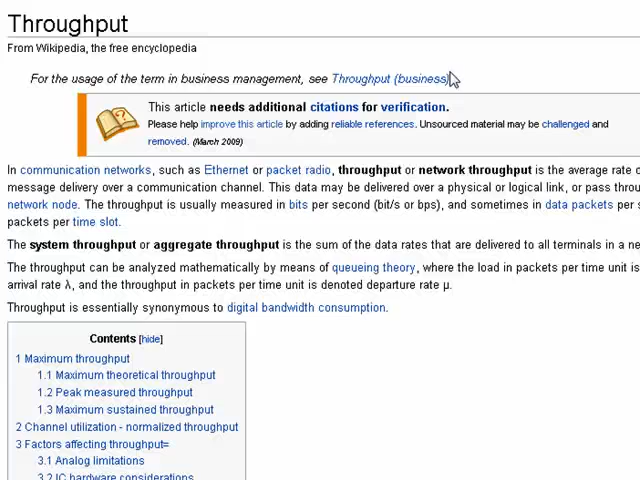 Throughput
From Wikipedia, the free encyclopedia
For the usage of the term in business management, see Throughput (business)
This article needs additional citations for verification.
Please help improve this article by adding reliable references. Unsourced material may be challenged and
removed. (March 2009)
In communication networks, such as Ethernet or packet radio, throughput or network throughput is the average rate
message delivery over a communication channel. This data may be delivered over a physical or logical link, or pass
network node. The throughput is usually measured in bits per second (bit/s or bps), and sometimes in data packets per
packets per time slot.
The system throughput or aggregate throughput is the sum of the data rates that are delivered to all terminals in a
The throughput can be analyzed mathematically by means of queueing theory, where the load in packets per time unit is
arrival rate λ, and the throughput in packets per time unit is denoted departure rate μ.
Throughput is essentially synonymous to digital bandwidth consumption.
Contents [hide]
1 Maximum throughput
1.1 Maximum theoretical throughput
1.2 Peak measured throughput
1.3 Maximum sustained throughput
2 Channel utilization - normalized throughput
3 Factors affecting throughput=
3.1 Analog limitations
3.2 IC hardware considerations